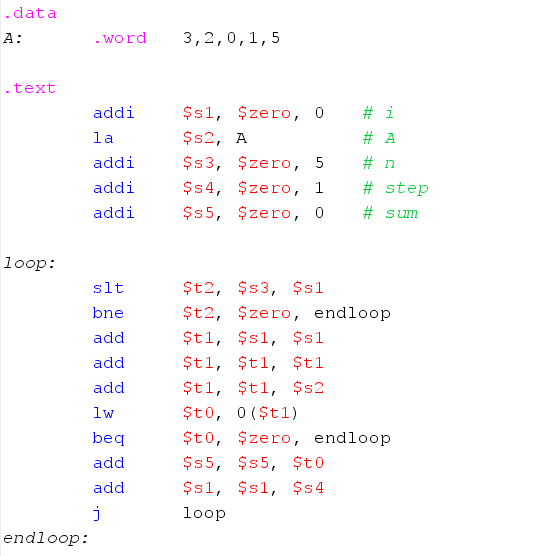 .data
A: .word 3,2,0,1,5
.text
addi $s1, $zero, 0 # i
la $s2, A # A
addi $s3, $zero, 5 # n
addi $s4, $zero, 1 # step
addi $s5, $zero, 0 # sum
loop:
slt $t2, $s3, $s1
bne $t2, $zero, endloop
add $t1, $s1, $s1
add $t1, $t1, $t1
add $t1, $t1, $s2
lw $t0, 0($t1)
beq $t0, $zero, endloop
add $s5, $s5, $t0
add $s1, $s1, $s4
j loop
endloop: